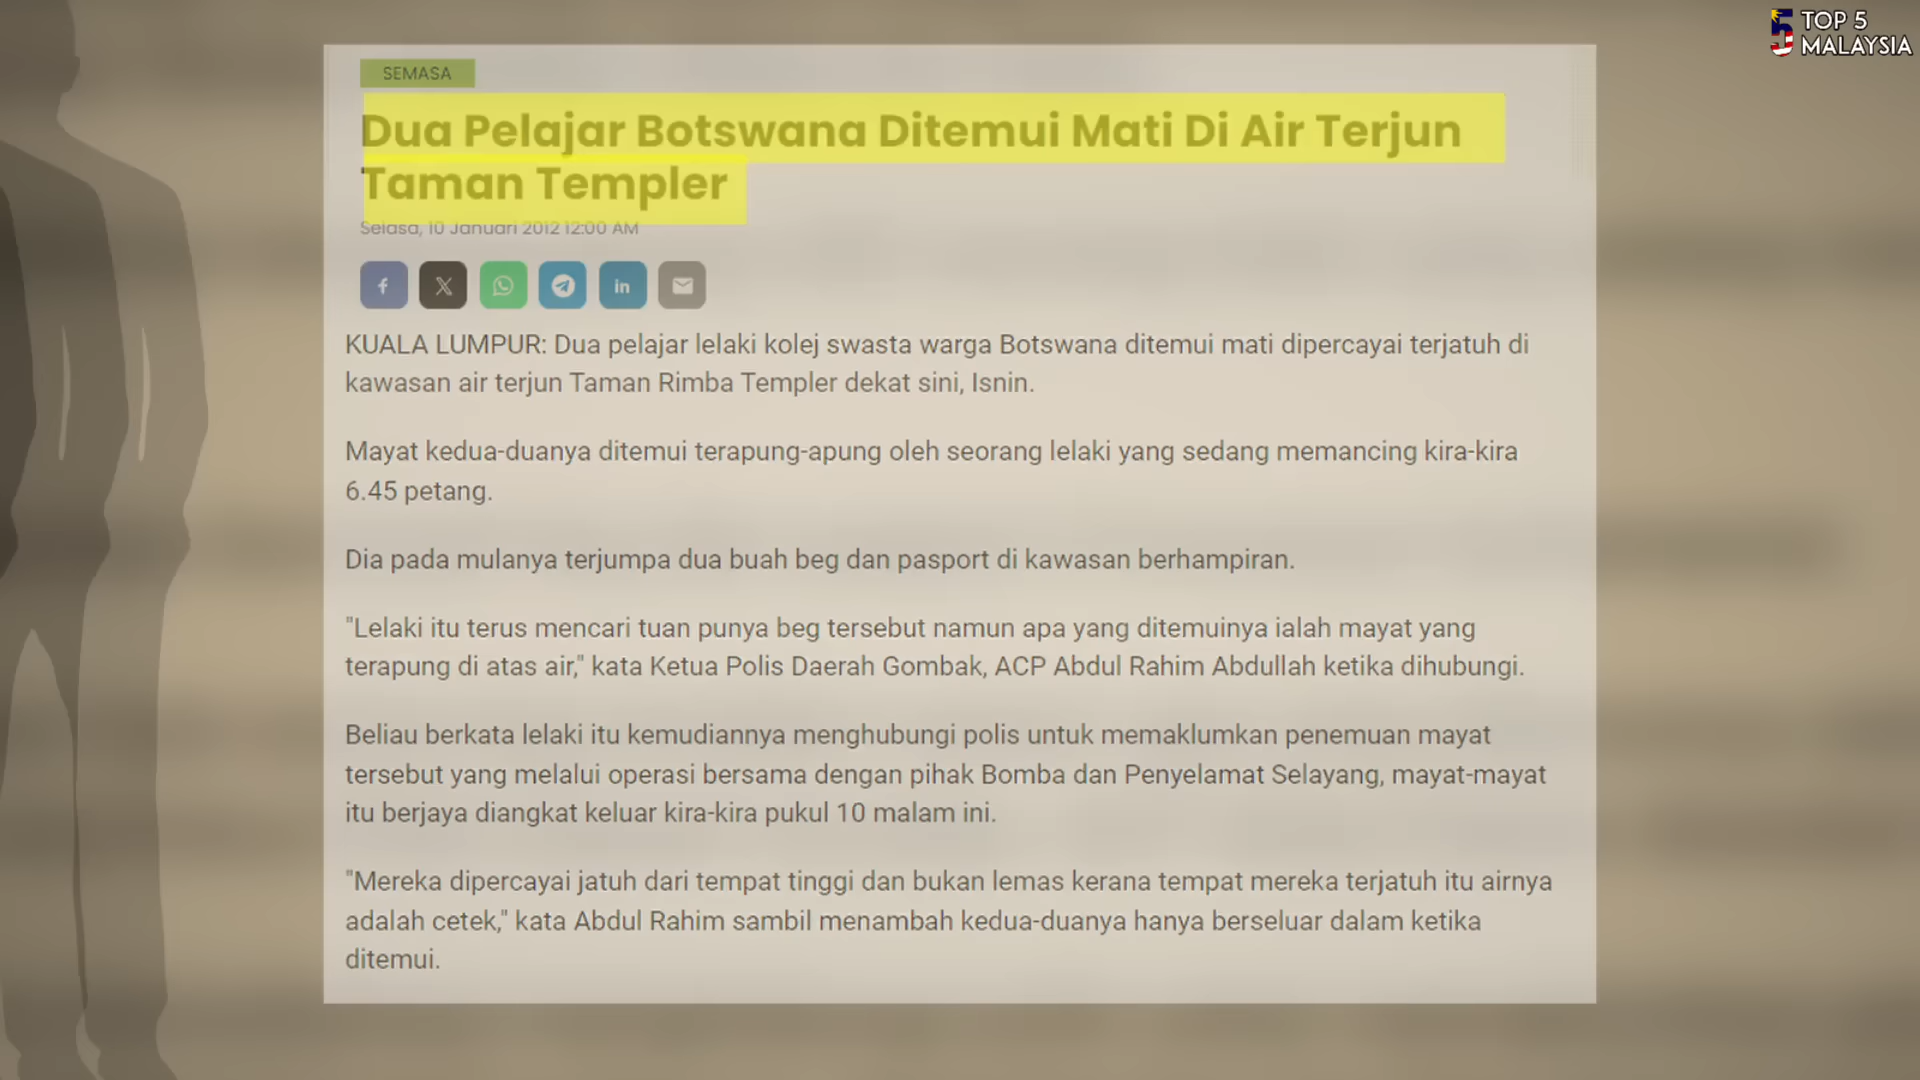 TOP 5
MALAYSIA
SEMASA
Dua Pelajar Botswana Ditemui Mati Di Air Terjun
Taman Templer
Selasa, 10 Januari 2012 12:00 AM
KUALA LUMPUR: Dua pelajar lelaki kolej swasta warga Botswana ditemui mati dipercayai terjatuh di
kawasan air terjun Taman Rimba Templer dekat sini, Isnin.
Mayat kedua-duanya ditemui terapung-apung oleh seorang lelaki yang sedang memancing kira-kira
6.45 petang.
Dia pada mulanya terjumpa dua buah beg dan pasport di kawasan berhampiran.
"Lelaki itu terus mencari tuan punya beg tersebut namun apa yang ditemuinya ialah mayat yang
terapung di atas air," kata Ketua Polis Daerah Gombak, ACP Abdul Rahim Abdullah ketika dihubungi.
Beliau berkata lelaki itu kemudiannya menghubungi polis untuk memaklumkan penemuan mayat
tersebut yang melalui operasi bersama dengan pihak Bomba dan Penyelamat Selayang, mayat-mayat
itu berjaya diangkat keluar kira-kira pukul 10 malam ini.
"Mereka dipercayai jatuh dari tempat tinggi dan bukan lemas kerana tempat mereka terjatuh itu airnya
adalah cetek," kata Abdul Rahim sambil menambah kedua-duanya hanya berseluar dalam ketika
ditemui.